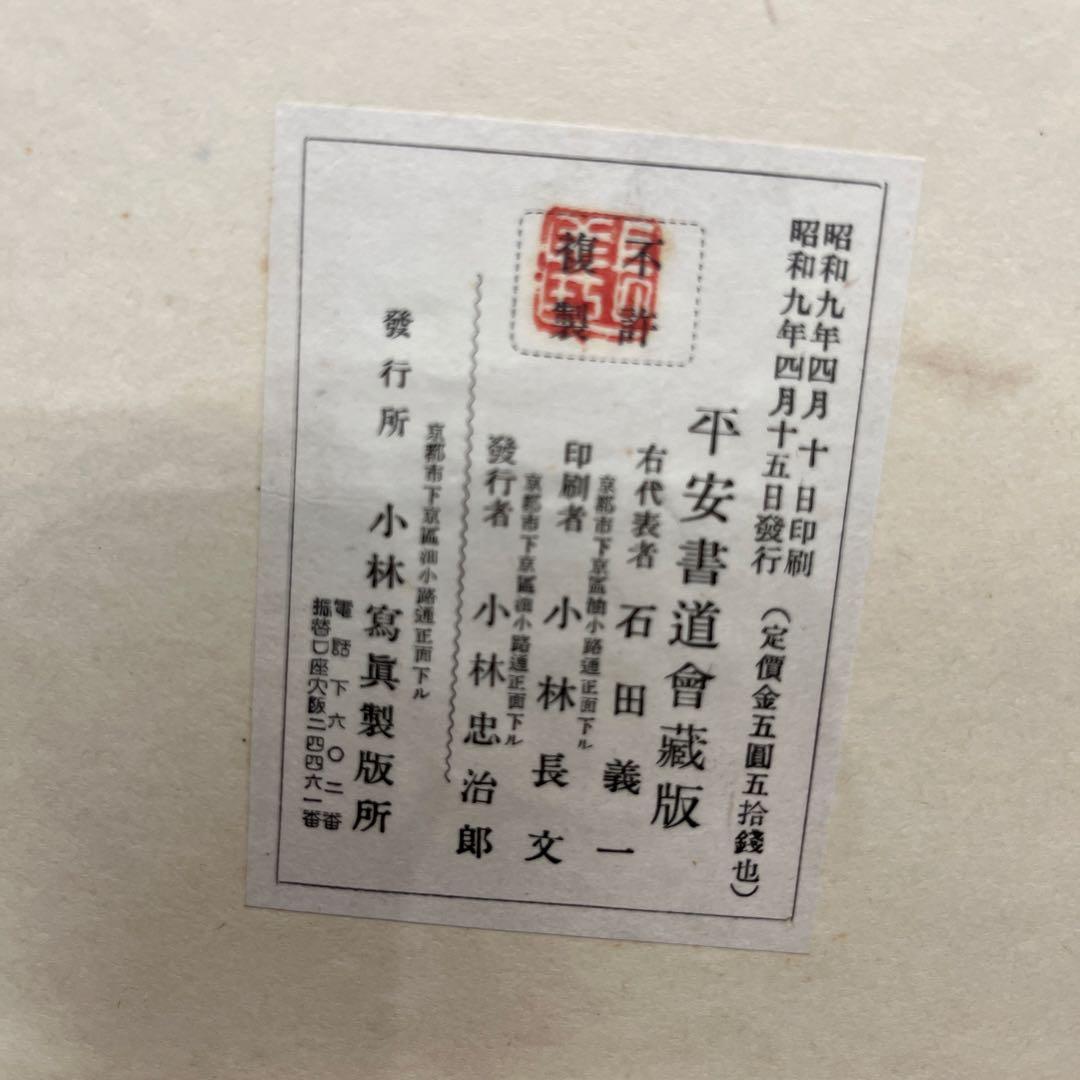 昭和九年四月十日印刷
昭和九年四月十五日發行
(定價金五圓五拾錢也)
不許
複製
平安書道會藏版
右代表者 石田義一
京都市下京區油小路通正面下ル
印刷者 小林長文
京都市下京區油小路通正面下ル
發行者 小林忠治郎
京都市下京區油小路通正面下ル
發行所 小林寫眞製版所
電話下六〇二番
振替口座大阪二四四六一番